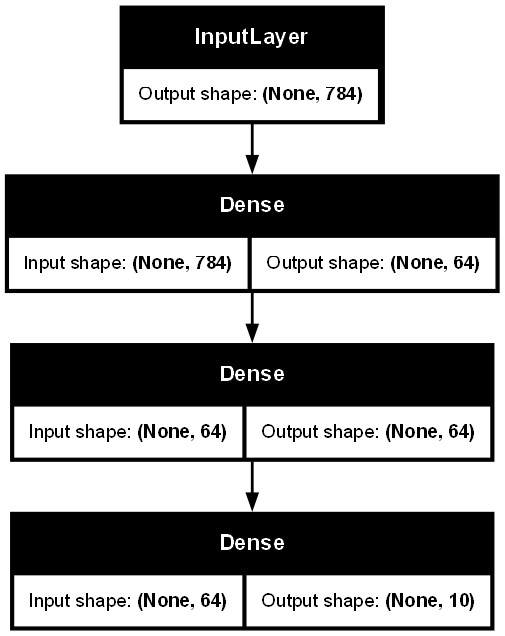 InputLayer
Output shape: (None, 784)
Dense
Input shape: (None, 784) Output shape: (None, 64)
Dense
Input shape: (None, 64) Output shape: (None, 64)
Dense
Input shape: (None, 64) Output shape: (None, 10)